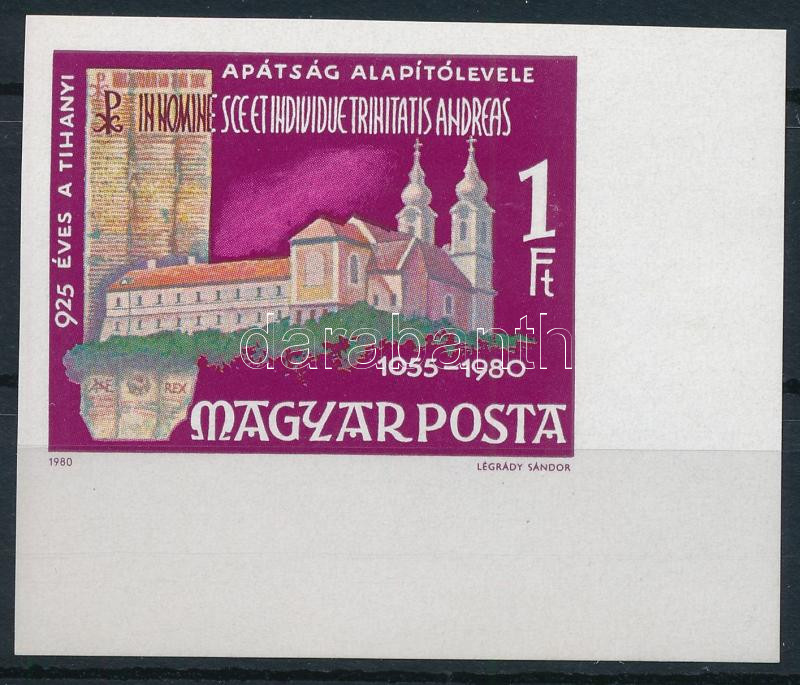 925 ÉVES A TIHANYI
APÁTSÁG ALAPÍTÓLEVELE
IN NOMINE SCE ET INDIVIDUE TRINITATIS ANDREAS
1 Ft
darabanth
1055-1980
REX
MAGYAR POSTA
1980
LÉGRÁDY SÁNDOR